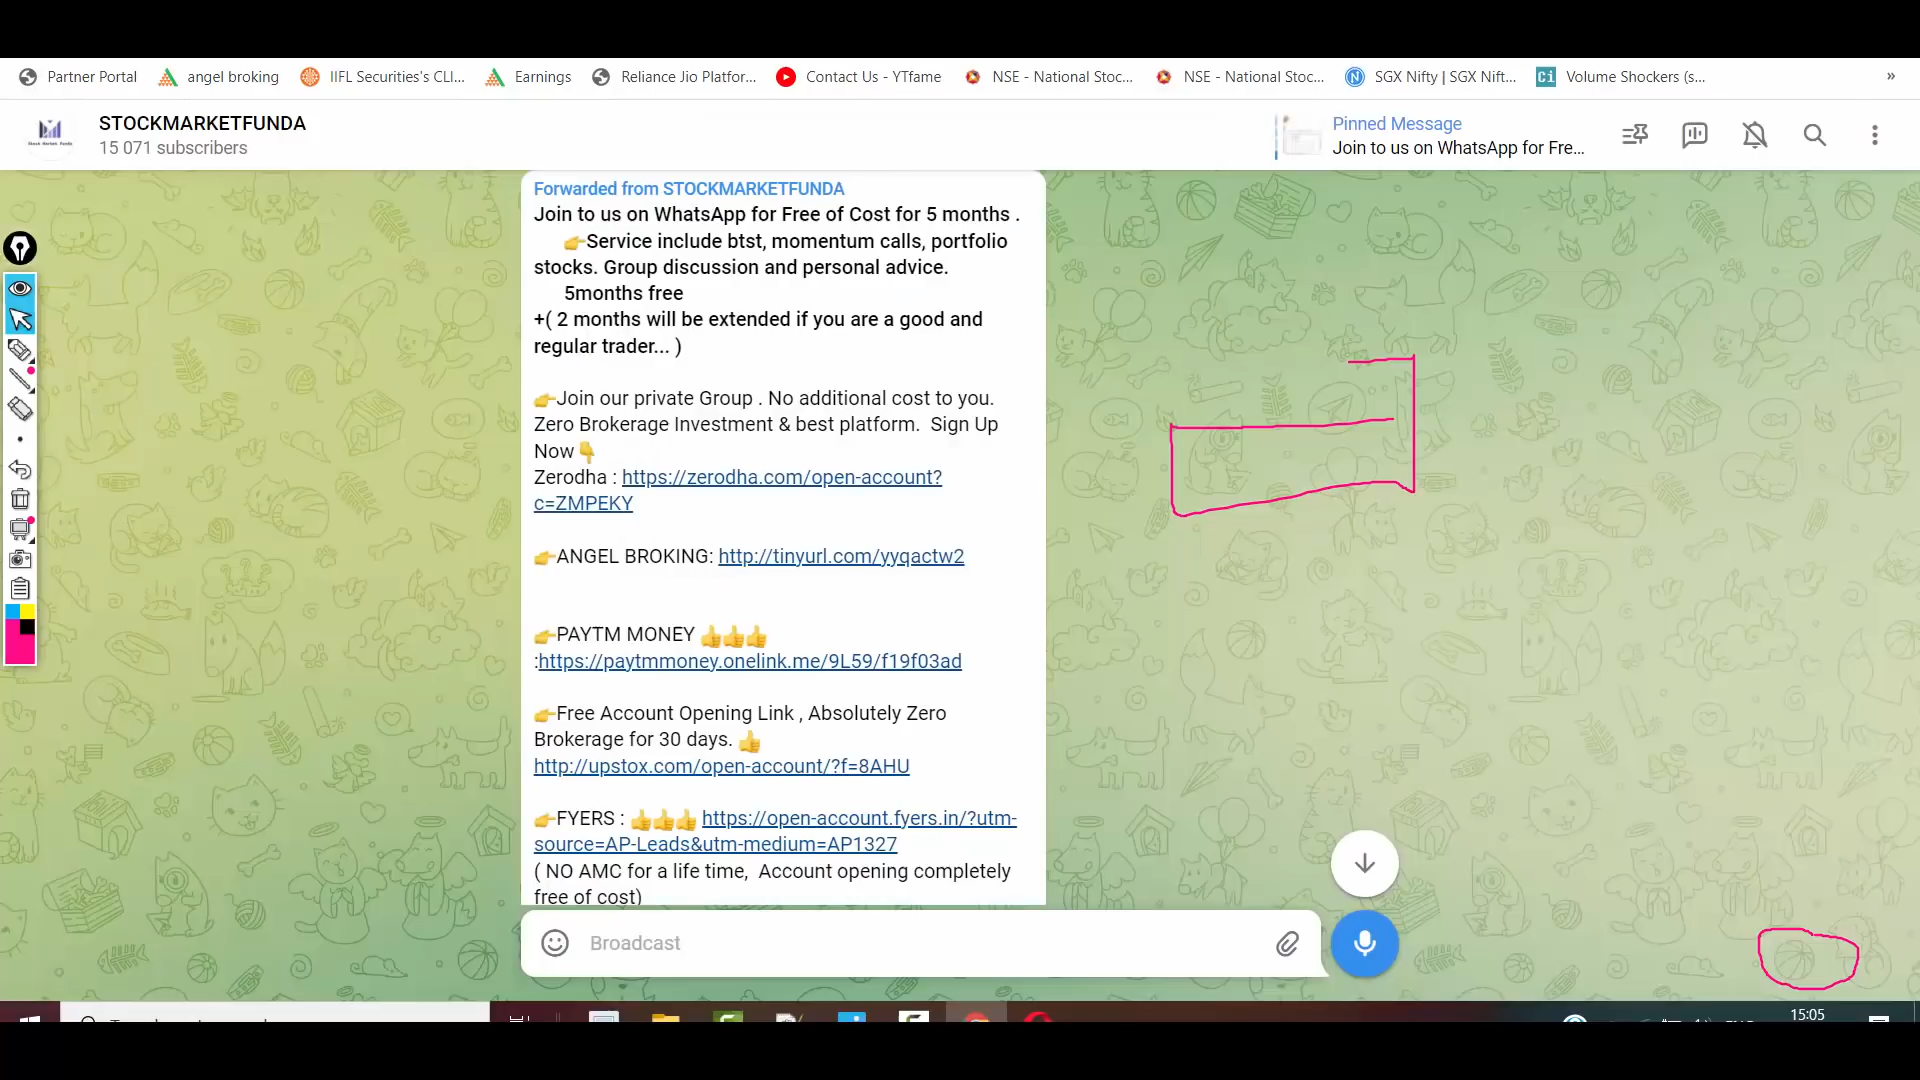 Partner Portal
angel broking
IIFL Securities's CLI...
Earnings
Reliance Jio Platfor...
Contact Us - YTfame
NSE - National Stoc...
NSE - National Stoc...
SGX Nifty | SGX Nift...
Ci
Volume Shockers (s...
»
STOCKMARKETFUNDA
15 071 subscribers
Pinned Message
Join to us on WhatsApp for Fre...
Forwarded from STOCKMARKETFUNDA
Join to us on WhatsApp for Free of Cost for 5 months .
👉Service include btst, momentum calls, portfolio
stocks. Group discussion and personal advice.
5months free
+( 2 months will be extended if you are a good and
regular trader... )
👉Join our private Group . No additional cost to you.
Zero Brokerage Investment & best platform.  Sign Up
Now👇
Zerodha : https://zerodha.com/open-account?
c=ZMPEKY
👉ANGEL BROKING: http://tinyurl.com/yyqactw2
👉PAYTM MONEY 👍👍👍
:https://paytmmoney.onelink.me/9L59/f19f03ad
👉Free Account Opening Link , Absolutely Zero
Brokerage for 30 days. 👍
http://upstox.com/open-account/?f=8AHU
👉FYERS : 👍👍👍 https://open-account.fyers.in/?utm-
source=AP-Leads&utm-medium=AP1327
( NO AMC for a life time,  Account opening completely
free of cost)
Broadcast
15:05